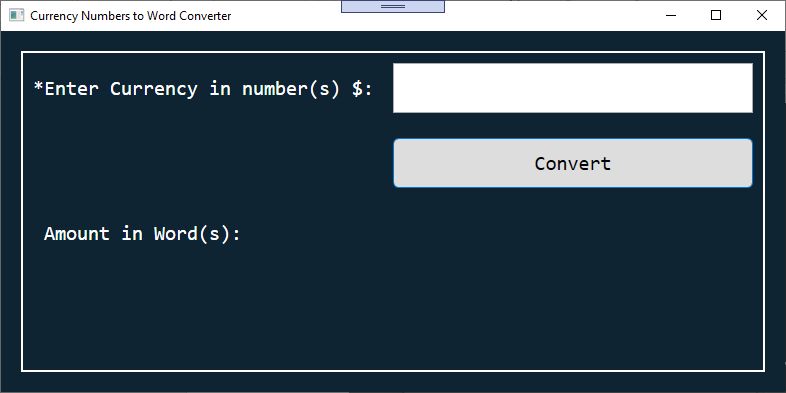 Currency Numbers to Word Converter
*Enter Currency in number(s) $:
Convert
Amount in Word(s):